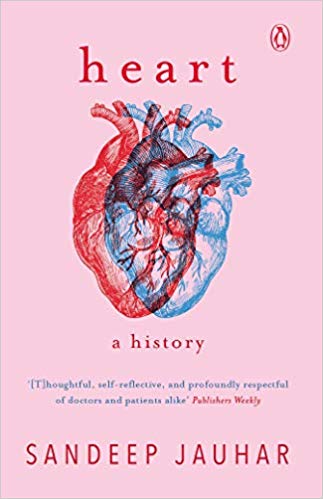 heart
a history
'[T]houghtful, self-reflective, and profoundly respectful
of doctors and patients alike' Publishers Weekly
SANDEEP JAUHAR